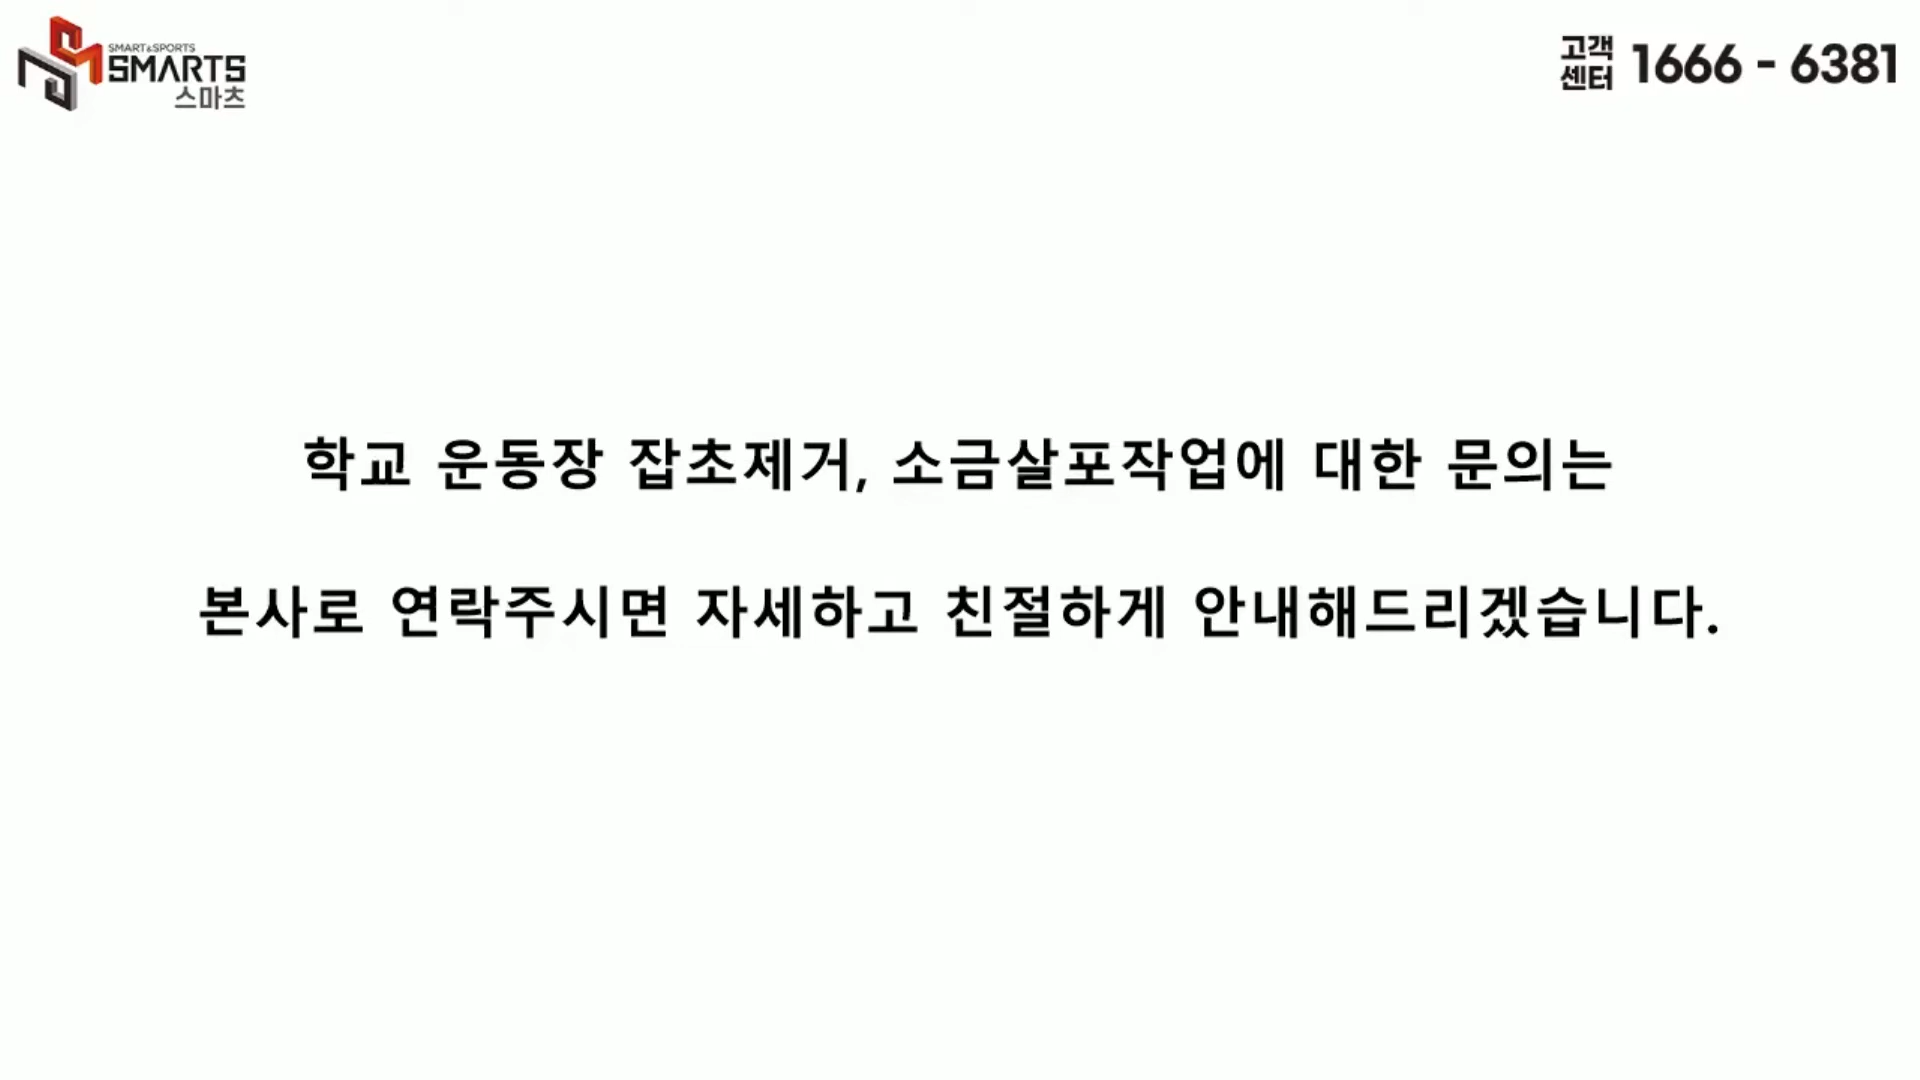 SMART&SPORTS
SMARTS
스마츠
고객
센터
1666 - 6381
학교 운동장 잡초제거, 소금살포작업에 대한 문의는
본사로 연락주시면 자세하고 친절하게 안내해드리겠습니다.